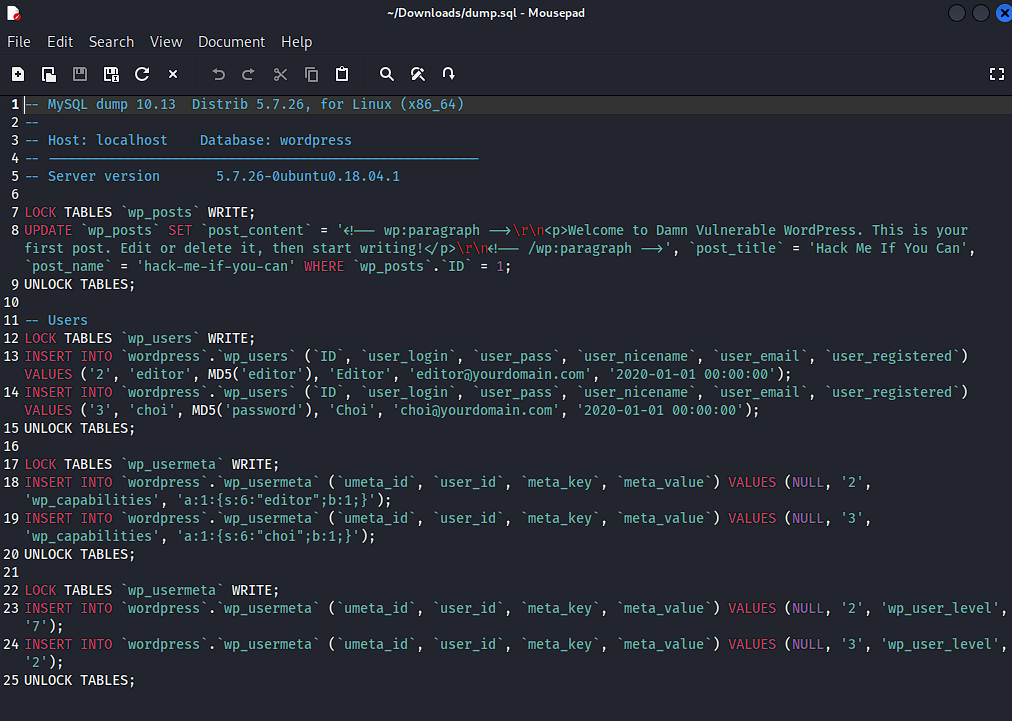 ~/Downloads/dump.sql - Mousepad
File Edit Search View Document Help
1 -- MySQL dump 10.13  Distrib 5.7.26, for Linux (x86_64)
2 --
3 -- Host: localhost    Database: wordpress
4 -- ------------------------------------------------------
5 -- Server version       5.7.26-0ubuntu0.18.04.1
6
7 LOCK TABLES `wp_posts` WRITE;
8 UPDATE `wp_posts` SET `post_content` = '<!-- wp:paragraph -->\r\n<p>Welcome to Damn Vulnerable WordPress. This is your
first post. Edit or delete it, then start writing!</p>\r\n<!-- /wp:paragraph -->', `post_title` = 'Hack Me If You Can',
`post_name` = 'hack-me-if-you-can' WHERE `wp_posts`.`ID` = 1;
9 UNLOCK TABLES;
10
11 -- Users
12 LOCK TABLES `wp_users` WRITE;
13 INSERT INTO `wordpress`.`wp_users` (`ID`, `user_login`, `user_pass`, `user_nicename`, `user_email`, `user_registered`)
VALUES ('2', 'editor', MD5('editor'), 'Editor', 'editor@yourdomain.com', '2020-01-01 00:00:00');
14 INSERT INTO `wordpress`.`wp_users` (`ID`, `user_login`, `user_pass`, `user_nicename`, `user_email`, `user_registered`)
VALUES ('3', 'choi, MD5('password'), 'Choi', 'choi@yourdomain.com', '2020-01-01 00:00:00');
15 UNLOCK TABLES;
16
17 LOCK TABLES `wp_usermeta` WRITE;
18 INSERT INTO `wordpress`.`wp_usermeta` (`umeta_id`, `user_id`, `meta_key`, `meta_value`) VALUES (NULL, '2',
'wp_capabilities', 'a:1:{s:6:"editor";b:1;}');
19 INSERT INTO `wordpress`.`wp_usermeta` (`umeta_id`, `user_id`, `meta_key`, `meta_value`) VALUES (NULL, '3',
'wp_capabilities', 'a:1:{s:6:"choi";b:1;}');
20 UNLOCK TABLES;
21
22 LOCK TABLES `wp_usermeta` WRITE;
23 INSERT INTO `wordpress`.`wp_usermeta` (`umeta_id`, `user_id`, `meta_key`, `meta_value`) VALUES (NULL, '2', 'wp_user_level',
'7');
24 INSERT INTO `wordpress`.`wp_usermeta` (`umeta_id`, `user_id`, `meta_key`, `meta_value`) VALUES (NULL, '3', 'wp_user_level',
'2');
25 UNLOCK TABLES;